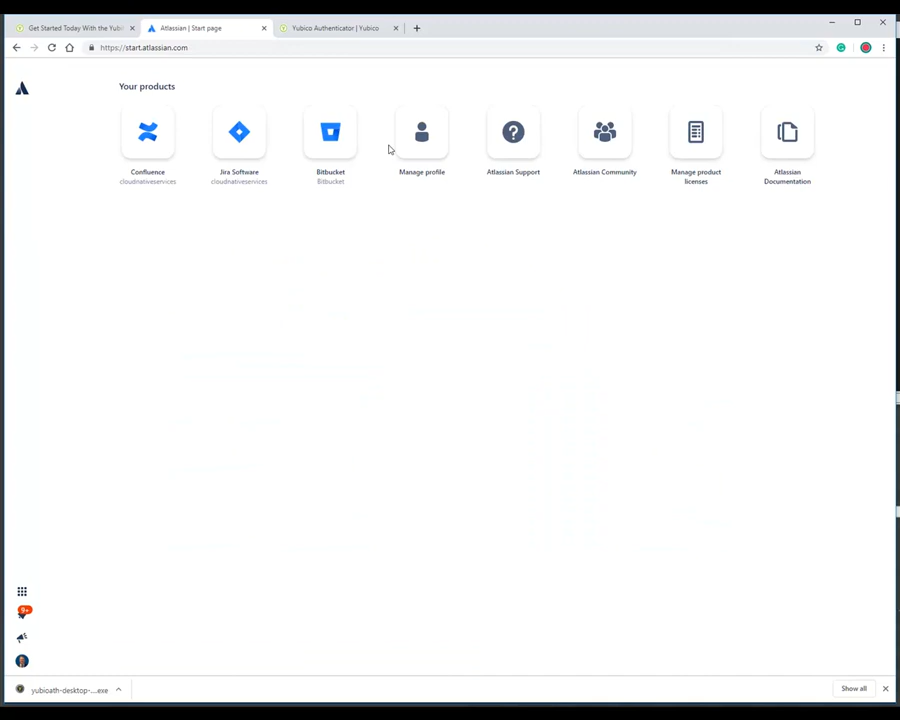 Get Started Today With the Yubi
Atlassian | Start page
Yubico Authenticator | Yubico
https://start.atlassian.com
Your products
Confluence
cloudnativeservices
Jira Software
cloudnativeservices
Bitbucket
Bitbucket
Manage profile
Atlassian Support
Atlassian Community
Manage product
licenses
Atlassian
Documentation
9+
yubioath-desktop-....exe
Show all